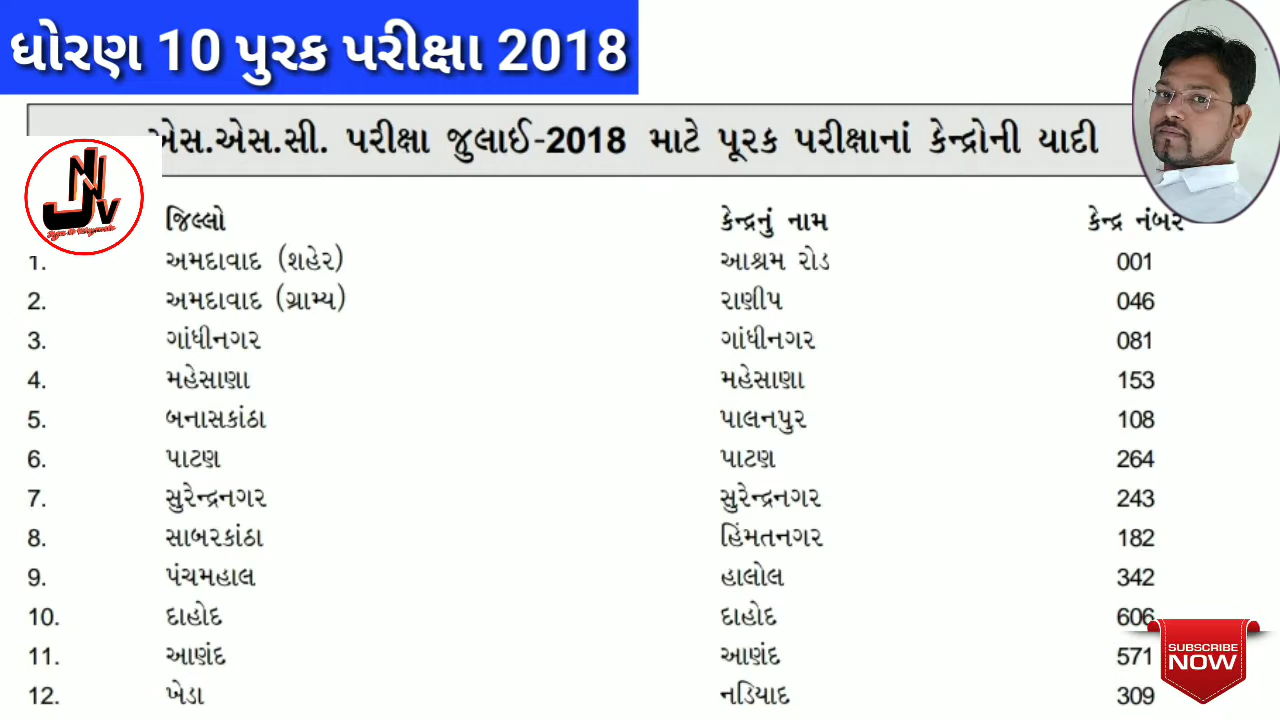 ધોરણ 10 પુરક પરીક્ષા 2018
એસ.એસ.સી. પરીક્ષા જુલાઈ-2018 માટે પૂરક પરીક્ષાનાં કેન્દ્રોની યાદી
NJV
જિલ્લો કેન્દ્રનું નામ કેન્દ્ર નંબર
1. અમદાવાદ (શહેર) આશ્રમ રોડ 001
2. અમદાવાદ (ગ્રામ્ય) રાણીપ 046
3. ગાંધીનગર ગાંધીનગર 081
4. મહેસાણા મહેસાણા 153
5. બનાસકાંઠા પાલનપુર 108
6. પાટણ પાટણ 264
7. સુરેન્દ્રનગર સુરેન્દ્રનગર 243
8. સાબરકાંઠા હિંમતનગર 182
9. પંચમહાલ હાલોલ 342
10. દાહોદ દાહોદ 606
11. આણંદ આણંદ 571
12. ખેડા નડિયાદ 309
SUBSCRIBE
NOW